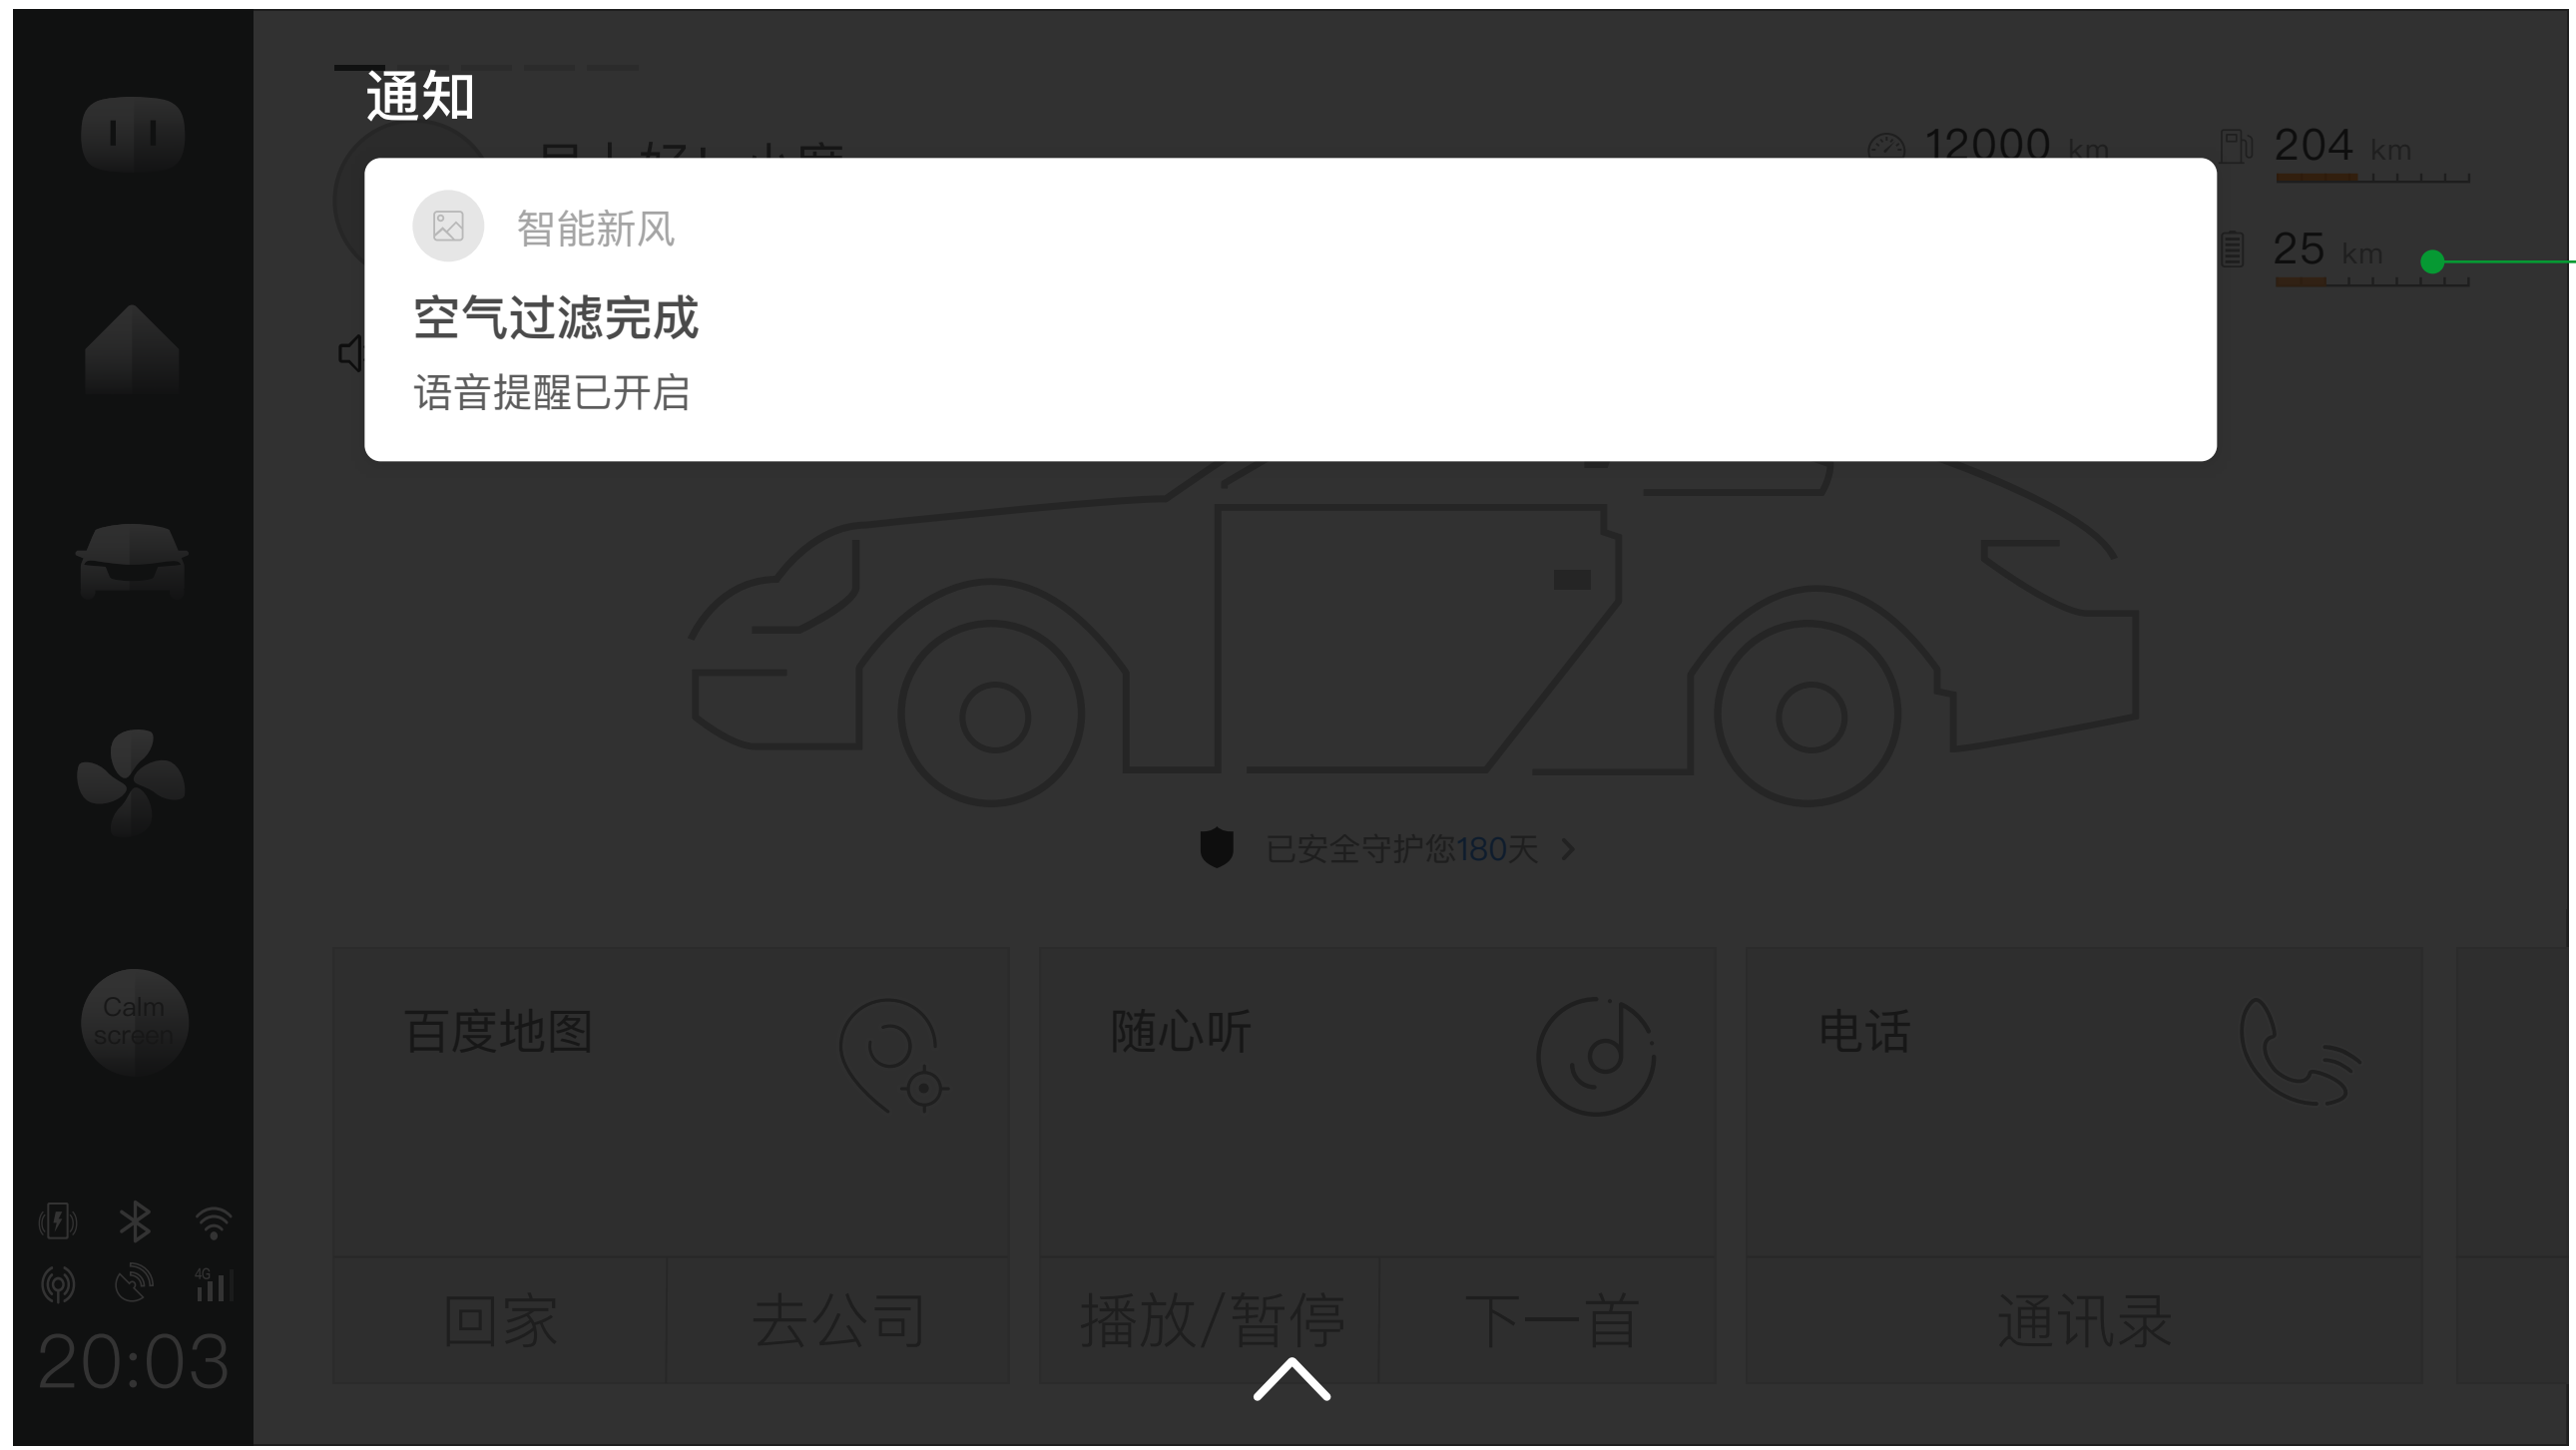 通知
12000 km
204 km
智能新风
25 km
空气过滤完成
语音提醒已开启
已安全守护您180天
Calm
screen
百度地图
随心听
电话
4G
回家
去公司
播放/暂停
下一首
通讯录
20:03